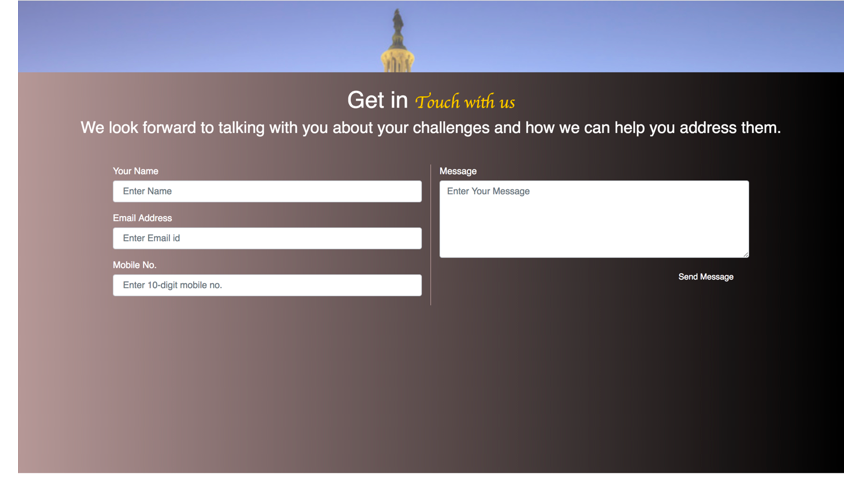 Get in Touch with us
We look forward to talking with you about your challenges and how we can help you address them.
Your Name
Enter Name
Email Address
Enter Email id
Mobile No.
Enter 10-digit mobile no.
Message
Enter Your Message
Send Message